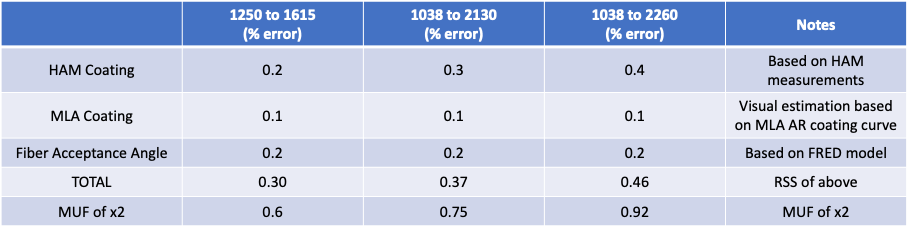 1250 to 1615 (% error) 1038 to 2130 (% error) 1038 to 2260 (% error) Notes
HAM Coating 0.2 0.3 0.4 Based on HAM measurements
MLA Coating 0.1 0.1 0.1 Visual estimation based on MLA AR coating curve
Fiber Acceptance Angle 0.2 0.2 0.2 Based on FRED model
TOTAL 0.30 0.37 0.46 RSS of above
MUF of x2 0.6 0.75 0.92 MUF of x2